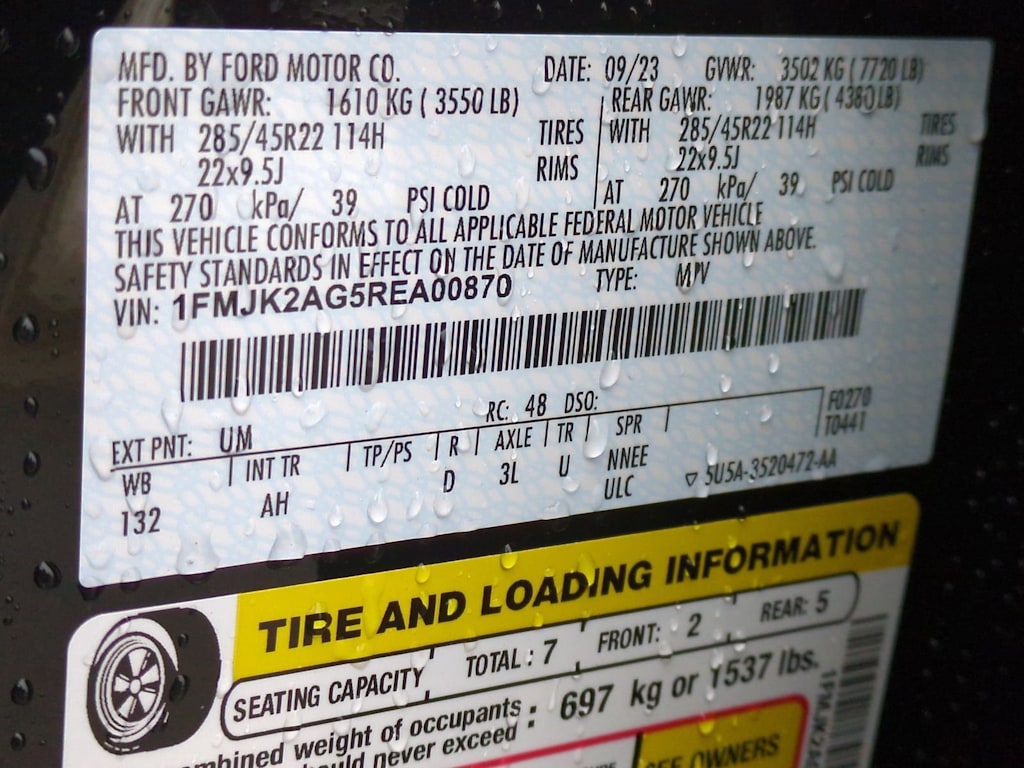 MFD. BY FORD MOTOR CO. DATE: 09/23 GVWR: 3502 KG ( 7720 LB)
FRONT GAWR: 1610 KG ( 3550 LB) REAR GAWR: 1987 KG ( 4380 LB)
WITH 285/45R22 114H TIRES WITH 285/45R22 114H TIRES
22x9.5J RIMS 22x9.5J RIMS
AT 270 kPa/ 39 PSI COLD AT 270 kPa/ 39 PSI COLD
THIS VEHICLE CONFORMS TO ALL APPLICABLE FEDERAL MOTOR VEHICLE
SAFETY STANDARDS IN EFFECT ON THE DATE OF MANUFACTURE SHOWN ABOVE.
VIN: 1FMJK2AG5REA00870 TYPE: MPV
EXT PNT: UM RC: 48 DSO: F0270
WB INT TR TP/PS R AXLE TR SPR T0441
132 AH D 3L U NNEE
ULC 5U5A-3520472-AA
TIRE AND LOADING INFORMATION
SEATING CAPACITY TOTAL : 7 FRONT: 2 REAR: 5
weight of occupants : 697 kg or 1537 lbs.
never exceed
OWNERS